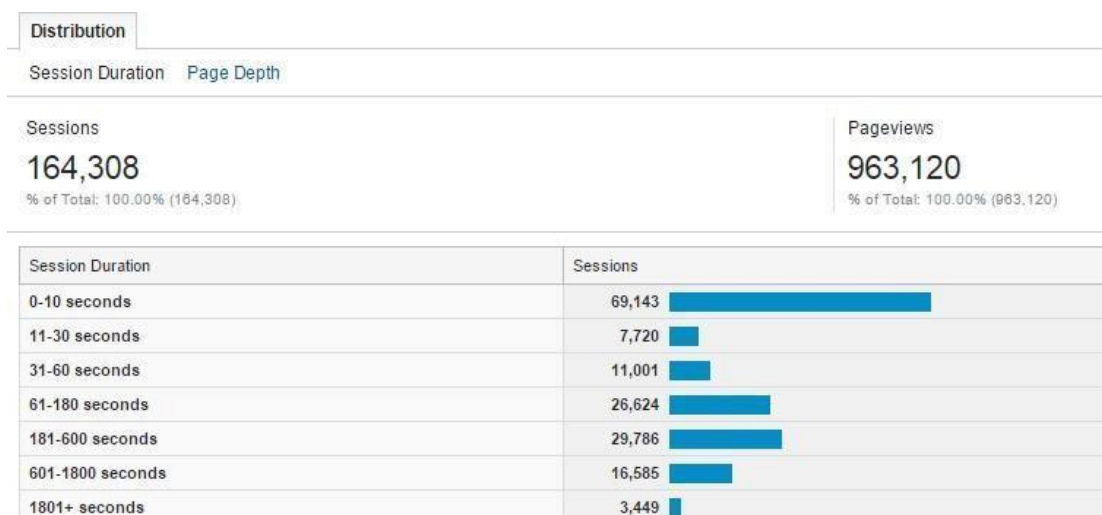 Distribution
Session Duration Page Depth
Sessions Pageviews
164,308 963,120
% of Total: 100.00% (164,308) % of Total: 100.00% (963,120)
Session Duration Sessions
0-10 seconds 69,143
11-30 seconds 7,720
31-60 seconds 11,001
61-180 seconds 26,624
181-600 seconds 29,786
601-1800 seconds 16,585
1801+ seconds 3,449